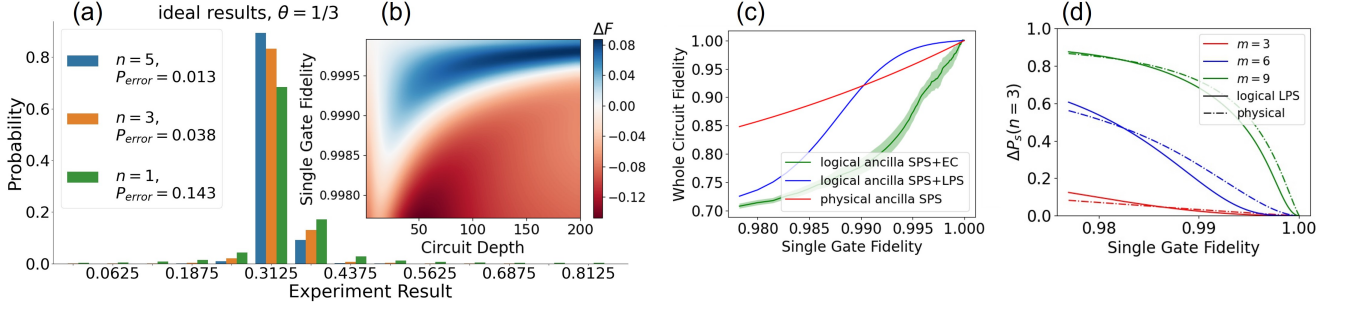 (a)
ideal results, θ = 1/3
Probability
0.8
0.6
0.4
0.2
0.0
n = 5,
P_error = 0.013
n = 3,
P_error = 0.038
n = 1,
P_error = 0.143
0.0625 0.1875 0.3125 0.4375 0.5625 0.6875 0.8125
Experiment Result
(b)
Single Gate Fidelity
0.9995
0.9990
0.9985
0.9980
50 100 150 200
Circuit Depth
ΔF
0.08
0.04
0.00
−0.04
−0.08
−0.12
(c)
Whole Circuit Fidelity
1.00
0.95
0.90
0.85
0.80
0.75
0.70
logical ancilla SPS+EC
logical ancilla SPS+LPS
physical ancilla SPS
0.980 0.985 0.990 0.995 1.000
Single Gate Fidelity
(d)
ΔP_s(n = 3)
1.0
0.8
0.6
0.4
0.2
0.0
m = 3
m = 6
m = 9
logical LPS
physical
0.98 0.99 1.00
Single Gate Fidelity